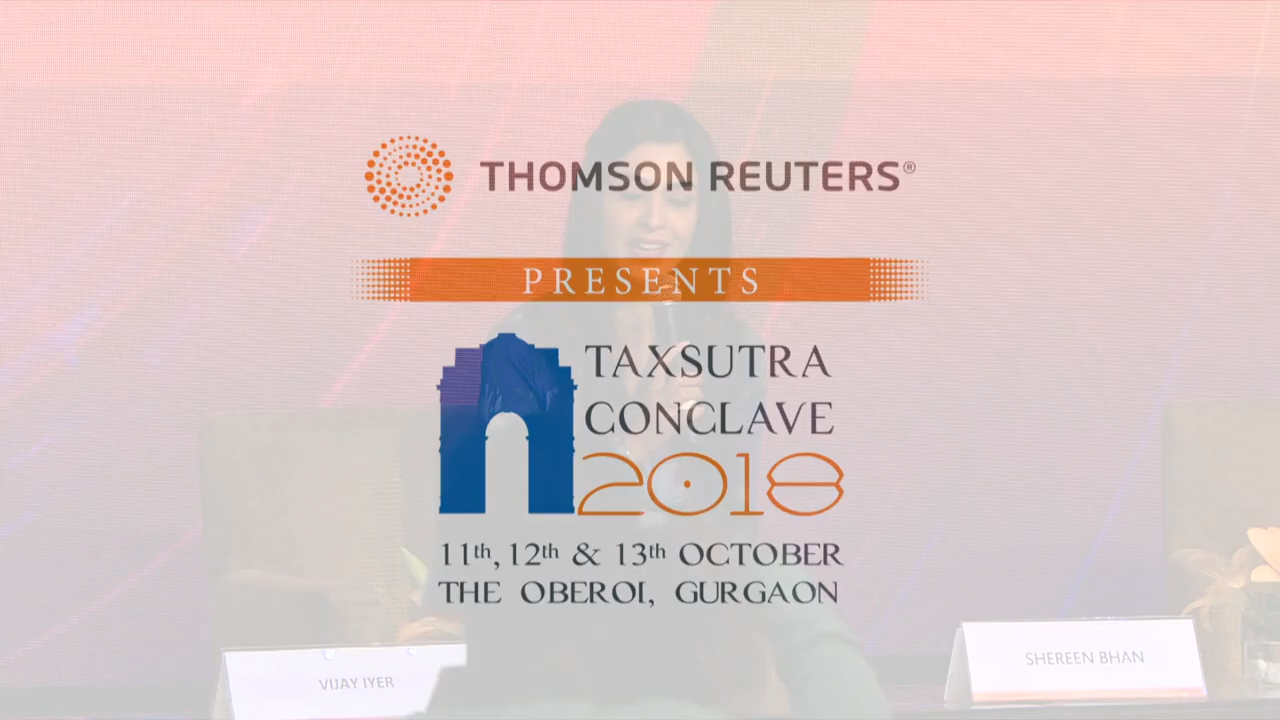 THOMSON REUTERS®
PRESENTS
TAXSUTRA
CONCLAVE
2018
11th, 12th & 13th OCTOBER
THE OBEROI, GURGAON
VIJAY IYER
SHEREEN BHAN